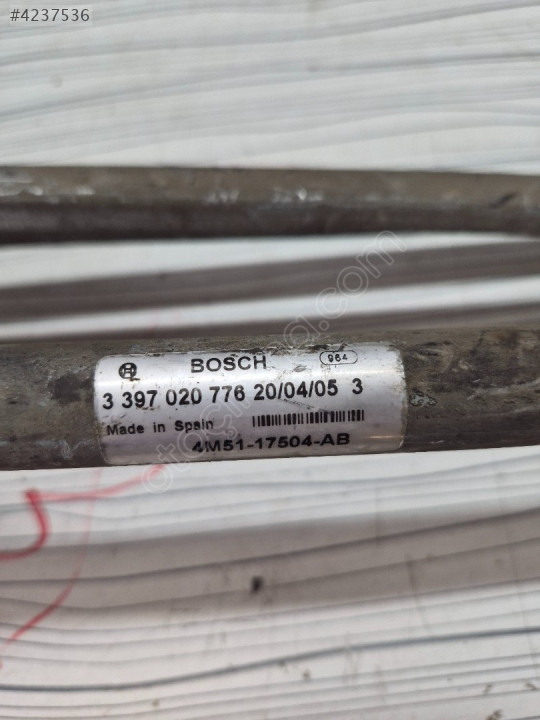 #4237536
BOSCH 964
3 397 020 776 20/04/05 3
Made in Spain
4M51-17504-AB